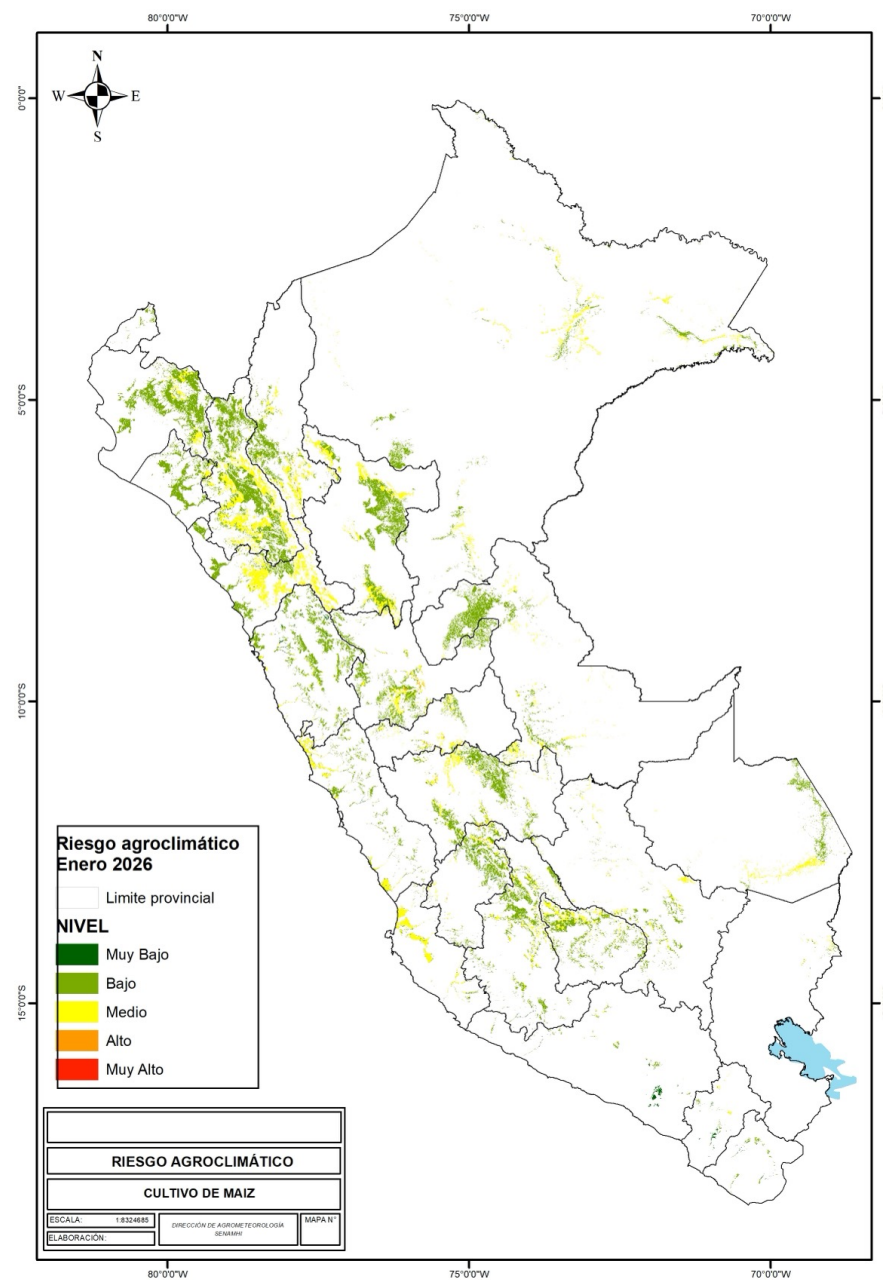 80°0'0"W
75°0'0"W
70°0'0"W
N
W
E
S
0°0'0"
5°0'0"S
10°0'0"S
15°0'0"S
Riesgo agroclimático
Enero 2026
Limite provincial
NIVEL
Muy Bajo
Bajo
Medio
Alto
Muy Alto
RIESGO AGROCLIMÁTICO
CULTIVO DE MAIZ
ESCALA: 1:8324685
MAPA N°
DIRECCIÓN DE AGROMETEOROLOGÍA
SENAMHI
ELABORACIÓN:
80°0'0"W
75°0'0"W
70°0'0"W